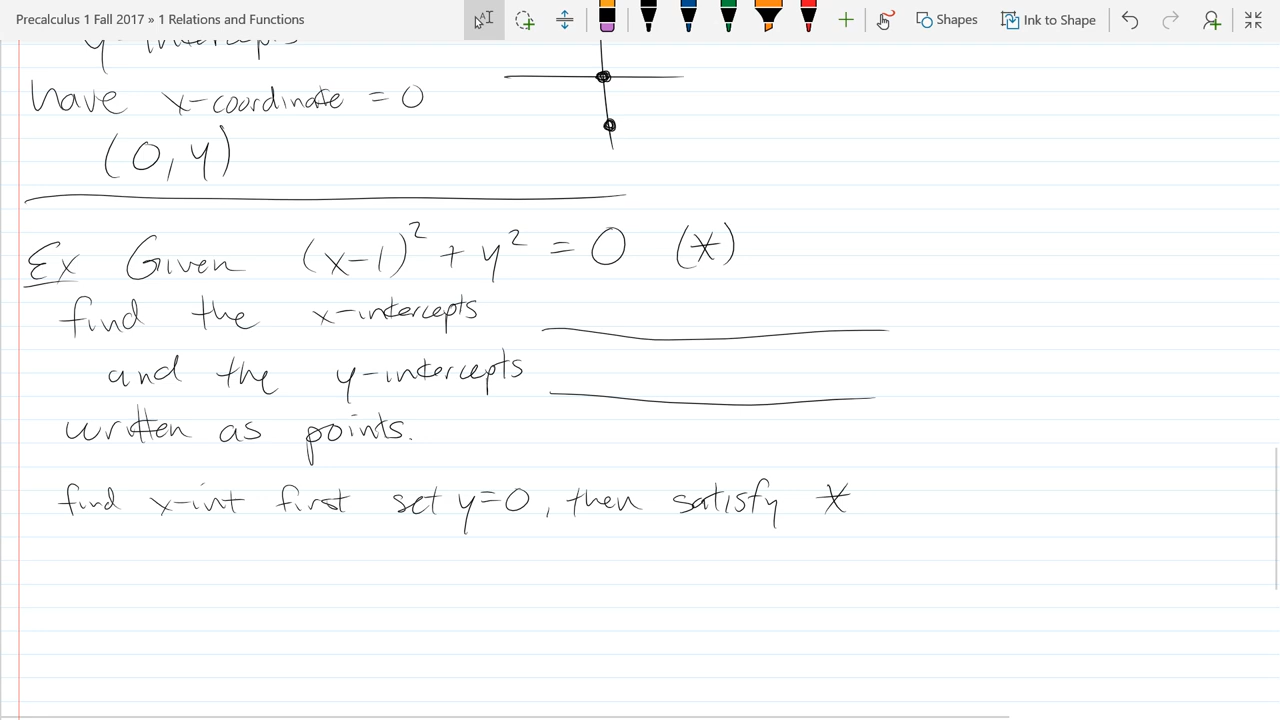 Precalculus 1 Fall 2017 » 1 Relations and Functions
Shapes
Ink to Shape
y-intercepts
have x-coordinate = 0
(0, y)
Ex Given (x-1)² + y² = 0 (*)
find the x-intercepts
and the y-intercepts
written as points.
find x-int first set y=0, then satisfy *